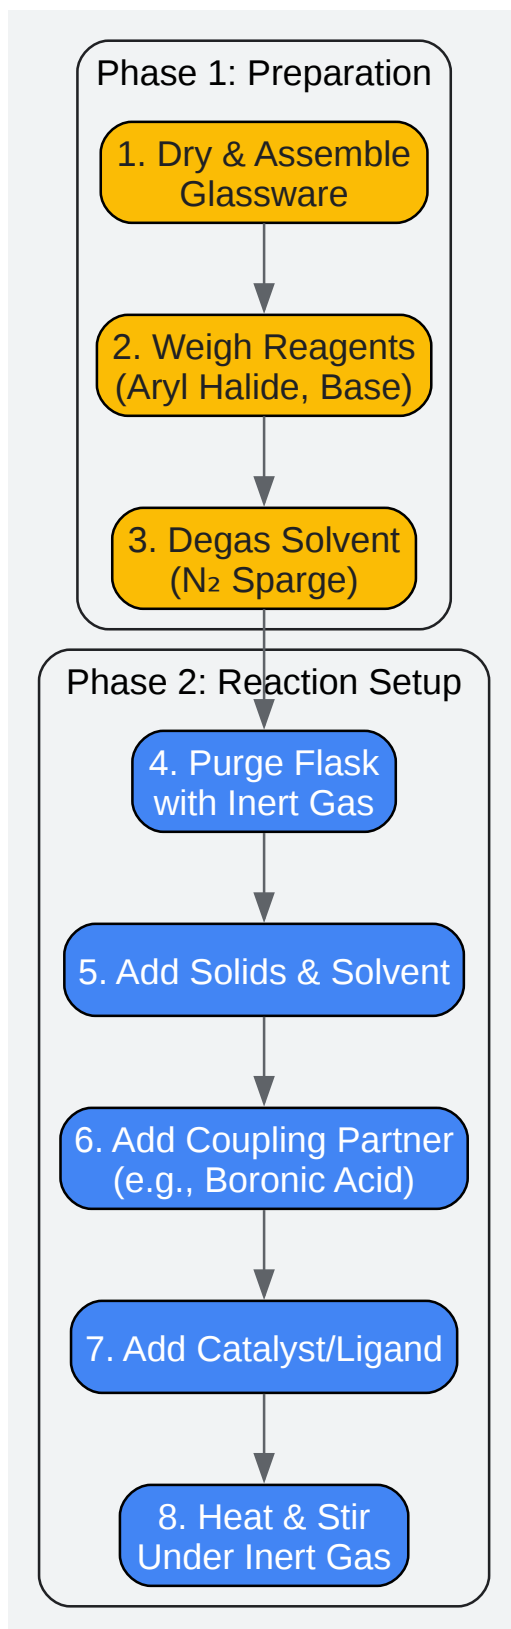 Phase 1: Preparation
1. Dry & Assemble
Glassware
2. Weigh Reagents
(Aryl Halide, Base)
3. Degas Solvent
(N₂ Sparge)
Phase 2: Reaction Setup
4. Purge Flask
with Inert Gas
5. Add Solids & Solvent
6. Add Coupling Partner
(e.g., Boronic Acid)
7. Add Catalyst/Ligand
8. Heat & Stir
Under Inert Gas